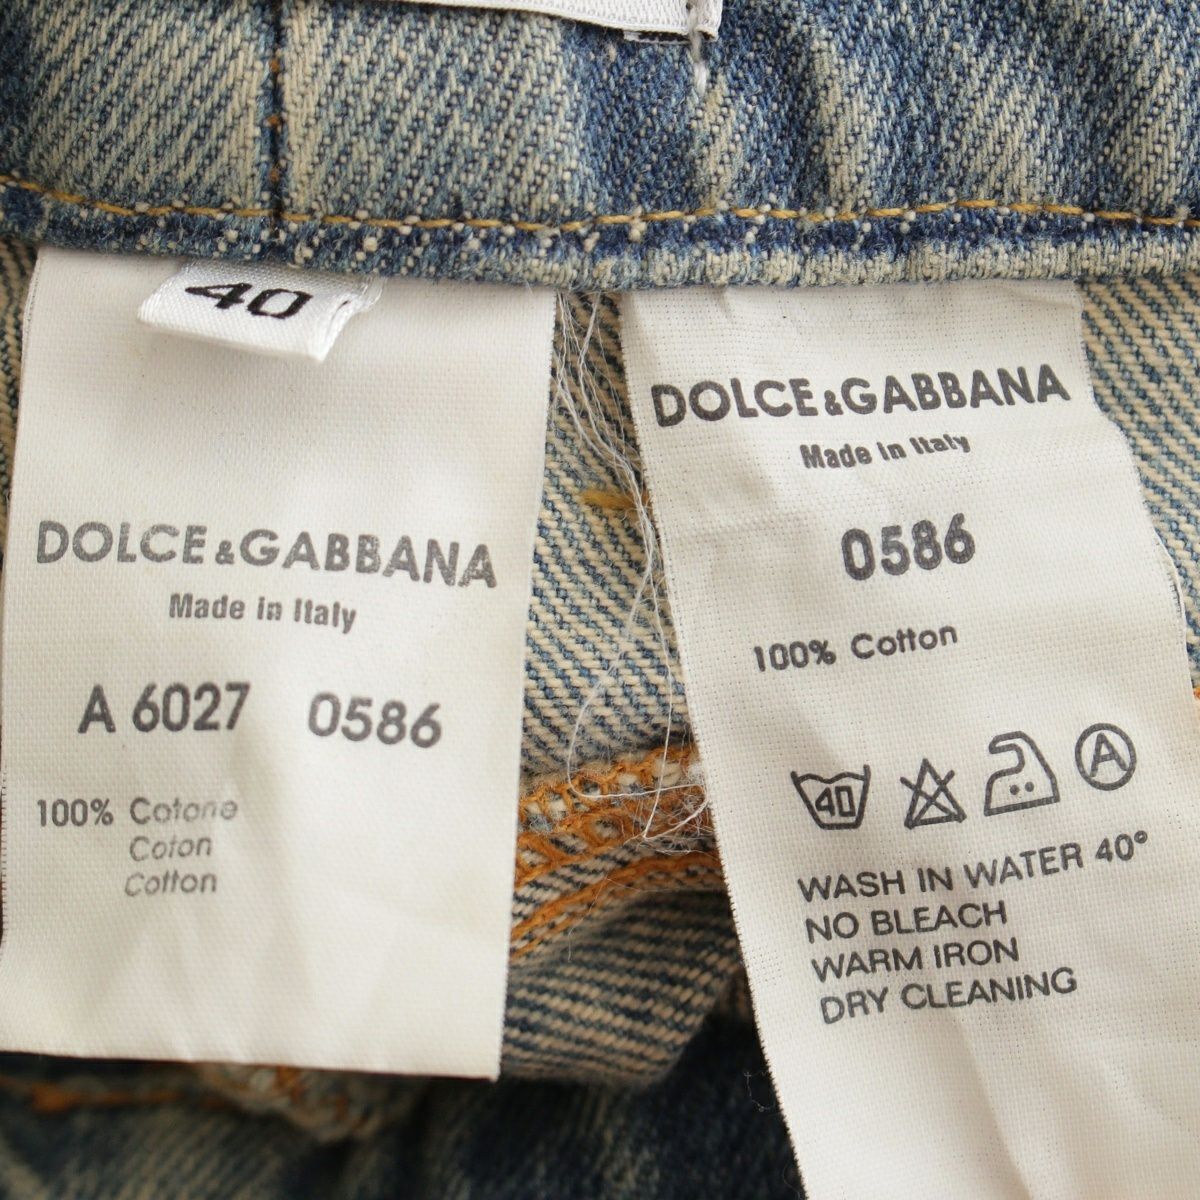 40
DOLCE&GABBANA
Made in Italy
A 6027 0586
100% Cotone
Coton
Cotton
DOLCE&GABBANA
Made in Italy
0586
100% Cotton
40
A
WASH IN WATER 40°
NO BLEACH
WARM IRON
DRY CLEANING